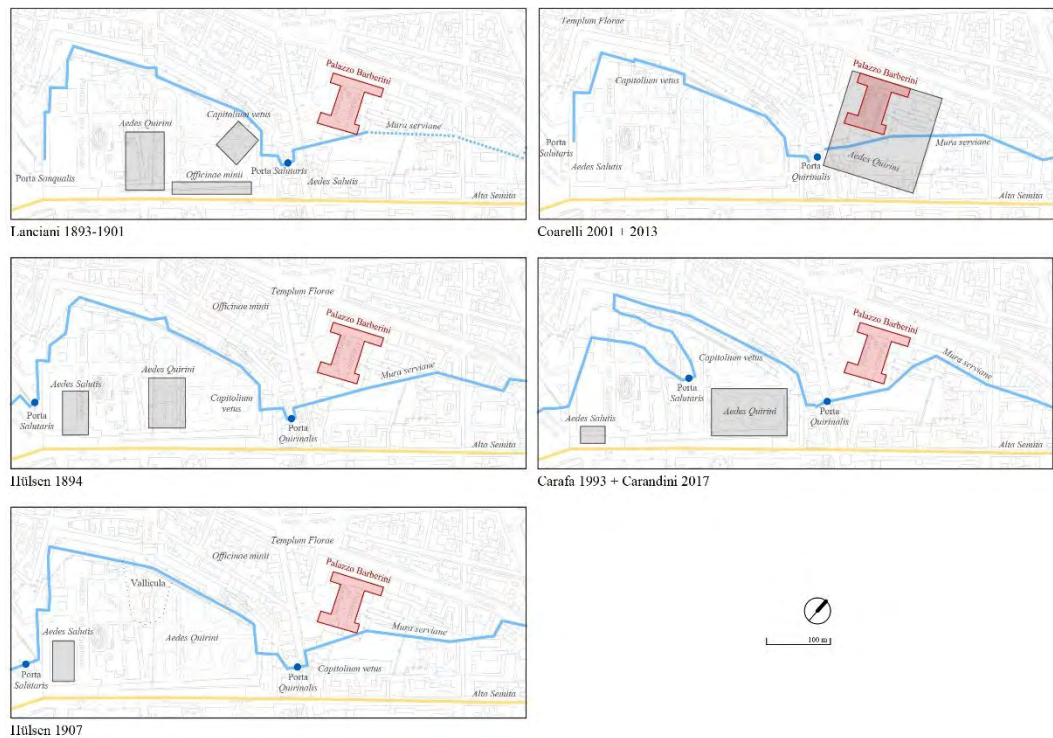 Palazzo Barberini
Capitolium vetus
Aedes Quirini
Mura serviane
Porta Salutaris
Porta Sanqualis
Officinae minii
Aedes Salutis
Alta Semita
Lanciani 1893-1901
Templum Florae
Palazzo Barberini
Capitolium vetus
Mura serviane
Porta
Salutaris
Aedes Salutis
Aedes Quirini
Porta
Quirinalis
Alta Semita
Coarelli 2001 + 2013
Templum Florae
Officinae minii
Palazzo Barberini
Mura serviane
Aedes Salutis
Aedes Quirini
Capitolium
vetus
Porta
Salutaris
Porta
Quirinalis
Alta Semita
Hülsen 1894
Palazzo Barberini
Capitolium vetus
Mura serviane
Porta
Salutaris
Porta
Quirinalis
Aedes Salutis
Aedes Quirini
Alta Semita
Carafa 1993 + Carandini 2017
Templum Florae
Officinae minii
Palazzo Barberini
Vallicula
Mura serviane
Aedes Salutis
Aedes Quirini
Porta
Salutaris
Capitolium vetus
Porta
Quirinalis
Alta Semita
Hülsen 1907
100 m